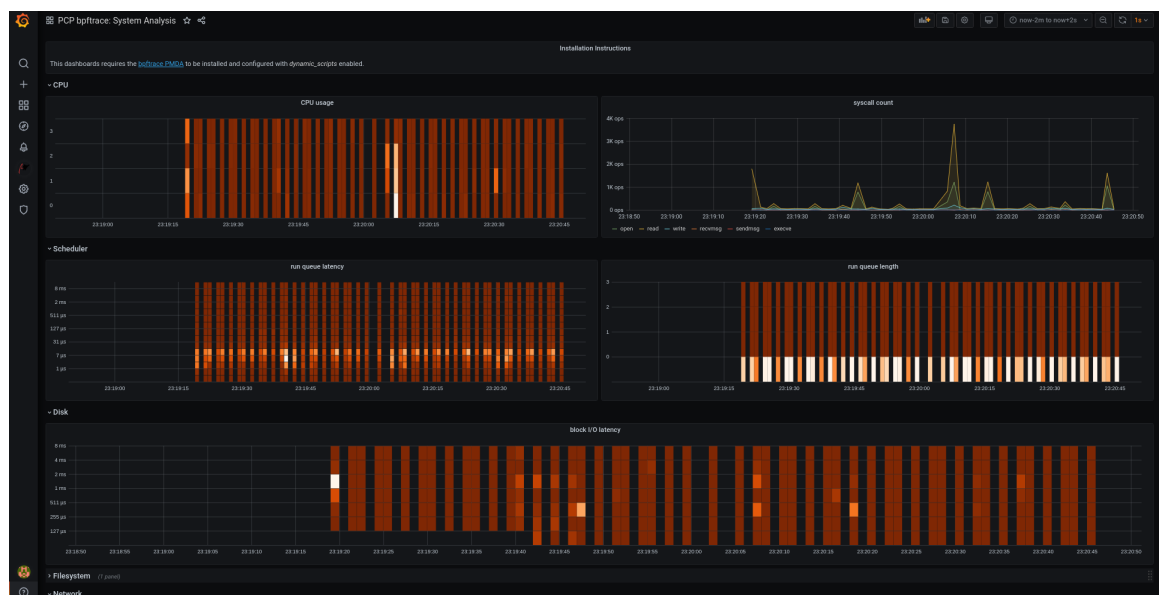 PCP bpftrace: System Analysis
now-2m to now+2s
1s
Installation Instructions
This dashboards requires the bpftrace PMDA to be installed and configured with dynamic_scripts enabled.
CPU
CPU usage
3
2
1
0
23:19:00 23:19:15 23:19:30 23:19:45 23:20:00 23:20:15 23:20:30 23:20:45
syscall count
4K ops
3K ops
2K ops
1K ops
0 ops
23:18:50 23:19:00 23:19:10 23:19:20 23:19:30 23:19:40 23:19:50 23:20:00 23:20:10 23:20:20 23:20:30 23:20:40 23:20:50
open read write recvmsg sendmsg execve
Scheduler
run queue latency
8 ms
2 ms
511 µs
127 µs
31 µs
7 µs
1 µs
23:19:00 23:19:15 23:19:30 23:19:45 23:20:00 23:20:15 23:20:30 23:20:45
run queue length
3
2
1
0
23:19:00 23:19:15 23:19:30 23:19:45 23:20:00 23:20:15 23:20:30 23:20:45
Disk
block I/O latency
8 ms
4 ms
2 ms
1 ms
511 µs
255 µs
127 µs
23:18:50 23:18:55 23:19:00 23:19:05 23:19:10 23:19:15 23:19:20 23:19:25 23:19:30 23:19:35 23:19:40 23:19:45 23:19:50 23:19:55 23:20:00 23:20:05 23:20:10 23:20:15 23:20:20 23:20:25 23:20:30 23:20:35 23:20:40 23:20:45 23:20:50
Filesystem (1 panel)
Network